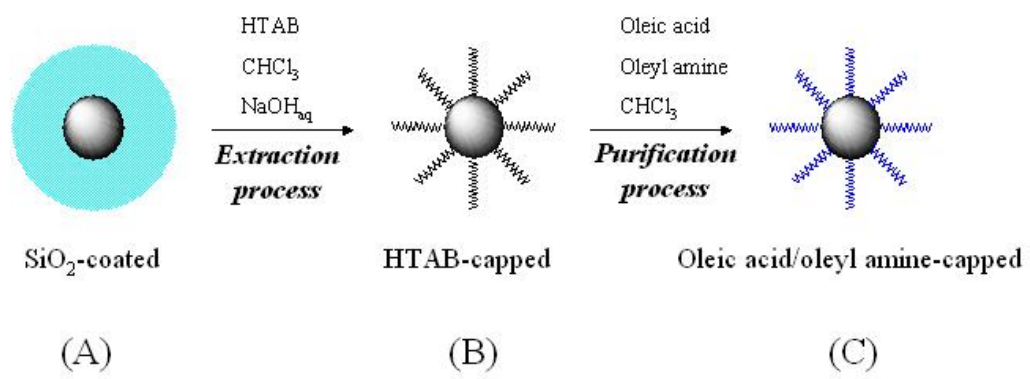 HTAB
CHCl3
NaOHaq
Extraction
process
Oleic acid
Oleyl amine
CHCl3
Purification
process
SiO2-coated
HTAB-capped
Oleic acid/oleyl amine-capped
(A)
(B)
(C)